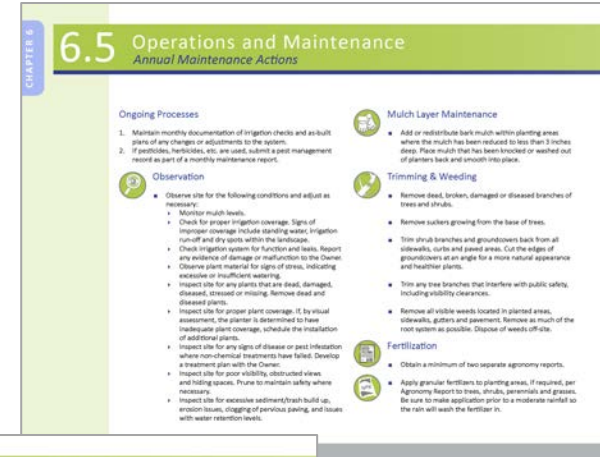 CHAPTER 6
6.5 Operations and Maintenance
Annual Maintenance Actions
Ongoing Processes
1. Maintain monthly documentation of irrigation checks and as-built
plans of any changes or adjustments to the system.
2. If pesticides, herbicides, etc. are used, submit a pest management
record as part of a monthly maintenance report.
Observation
Observe site for the following conditions and adjust as
necessary:
Monitor mulch levels.
Check for proper irrigation coverage. Signs of
improper coverage include standing water, irrigation
run-off and dry spots within the landscape.
Check irrigation system for function and leaks. Report
any evidence of damage or malfunction to the Owner.
Observe plant material for signs of stress, indicating
excessive or insufficient watering.
Inspect site for any plants that are dead, damaged,
diseased, stressed or missing. Remove dead and
diseased plants.
Inspect site for proper plant coverage. If, by visual
assessment, the planter is determined to have
inadequate plant coverage, schedule the installation
of additional plants.
Inspect site for any signs of disease or pest infestation
where non-chemical treatments have failed. Develop
a treatment plan with the Owner.
Inspect site for poor visibility, obstructed views
and hiding spaces. Prune to maintain safety where
necessary.
Inspect site for excessive sediment/trash build up,
erosion issues, clogging of pervious paving, and issues
with water retention levels.
Mulch Layer Maintenance
Add or redistribute bark mulch within planting areas
where the mulch has been reduced to less than 3 inches
deep. Place mulch that has been knocked or washed out
of planters back and smooth into place.
Trimming & Weeding
Remove dead, broken, damaged or diseased branches of
trees and shrubs.
Remove suckers growing from the base of trees.
Trim shrub branches and groundcovers back from all
sidewalks, curbs and paved areas. Cut the edges of
groundcovers at an angle for a more natural appearance
and healthier plants.
Trim any tree branches that interfere with public safety,
including visibility clearances.
Remove all visible weeds located in planted areas,
sidewalks, gutters and pavement. Remove as much of the
root system as possible. Dispose of weeds off-site.
Fertilization
Obtain a minimum of two separate agronomy reports.
Apply granular fertilizers to planting areas, if required, per
Agronomy Report to trees, shrubs, perennials and grasses.
Be sure to make application prior to a moderate rainfall so
the rain will wash the fertilizer in.